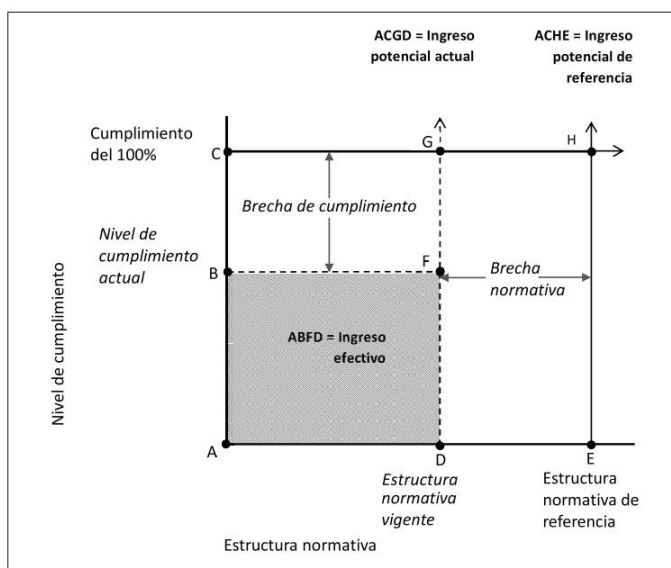 ACGD = Ingreso
potencial actual
ACHE = Ingreso
potencial de
referencia
Cumplimiento
del 100%
C
G
H
Brecha de cumplimiento
Nivel de
cumplimiento
actual
B
F
Brecha
normativa
Nivel de cumplimiento
ABFD = Ingreso
efectivo
A
D
E
Estructura
normativa
vigente
Estructura
normativa de
referencia
Estructura normativa